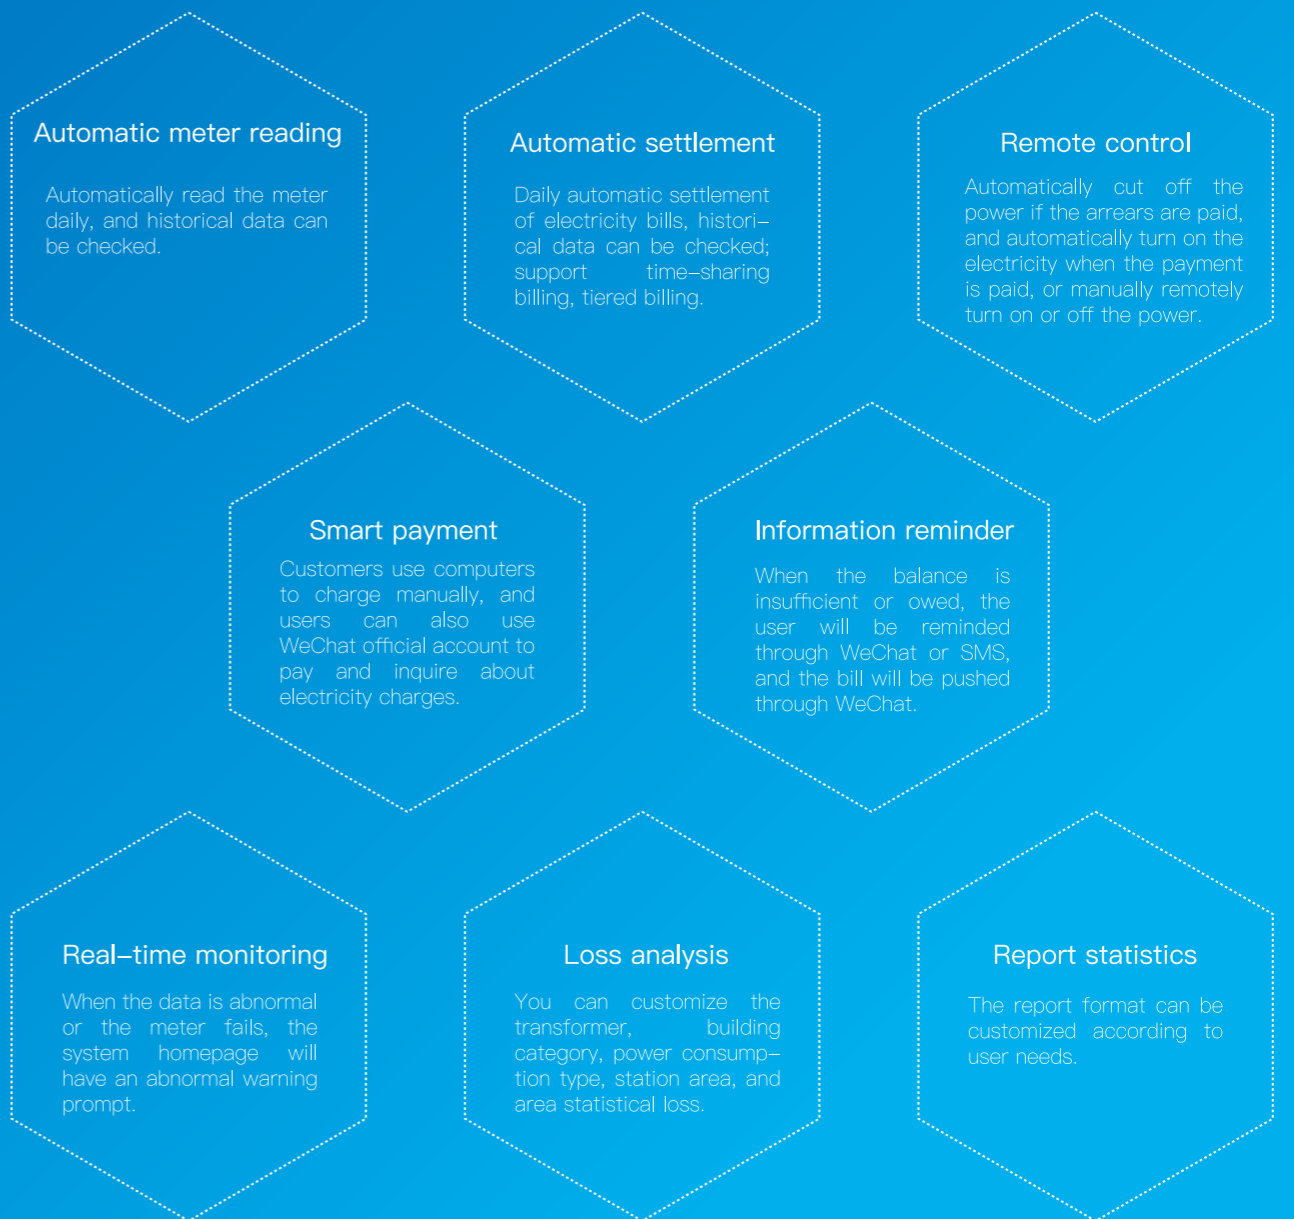 Automatic meter reading
Automatically read the meter
daily, and historical data can
be checked.
Automatic settlement
Daily automatic settlement
of electricity bills, histori–
cal data can be checked;
support time–sharing
billing, tiered billing.
Remote control
Automatically cut off the
power if the arrears are paid,
and automatically turn on the
electricity when the payment
is paid, or manually remotely
turn on or off the power.
Smart payment
Customers use computers
to charge manually, and
users can also use
WeChat official account to
pay and inquire about
electricity charges.
Information reminder
When the balance is
insufficient or owed, the
user will be reminded
through WeChat or SMS,
and the bill will be pushed
through WeChat.
Real–time monitoring
When the data is abnormal
or the meter fails, the
system homepage will
have an abnormal warning
prompt.
Loss analysis
You can customize the
transformer, building
category, power consump–
tion type, station area, and
area statistical loss.
Report statistics
The report format can be
customized according to
user needs.